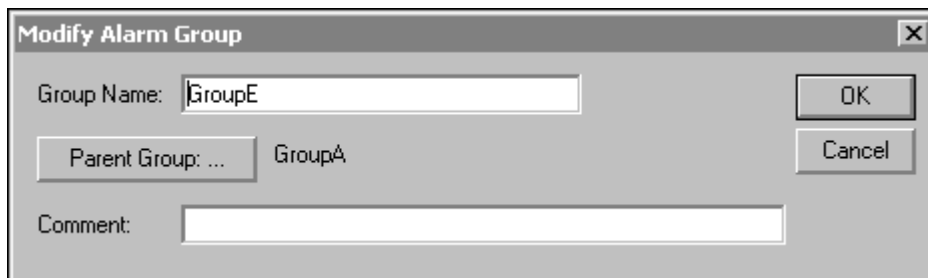 Modify Alarm Group
Group Name: GroupE
OK
Parent Group: ... GroupA
Cancel
Comment: